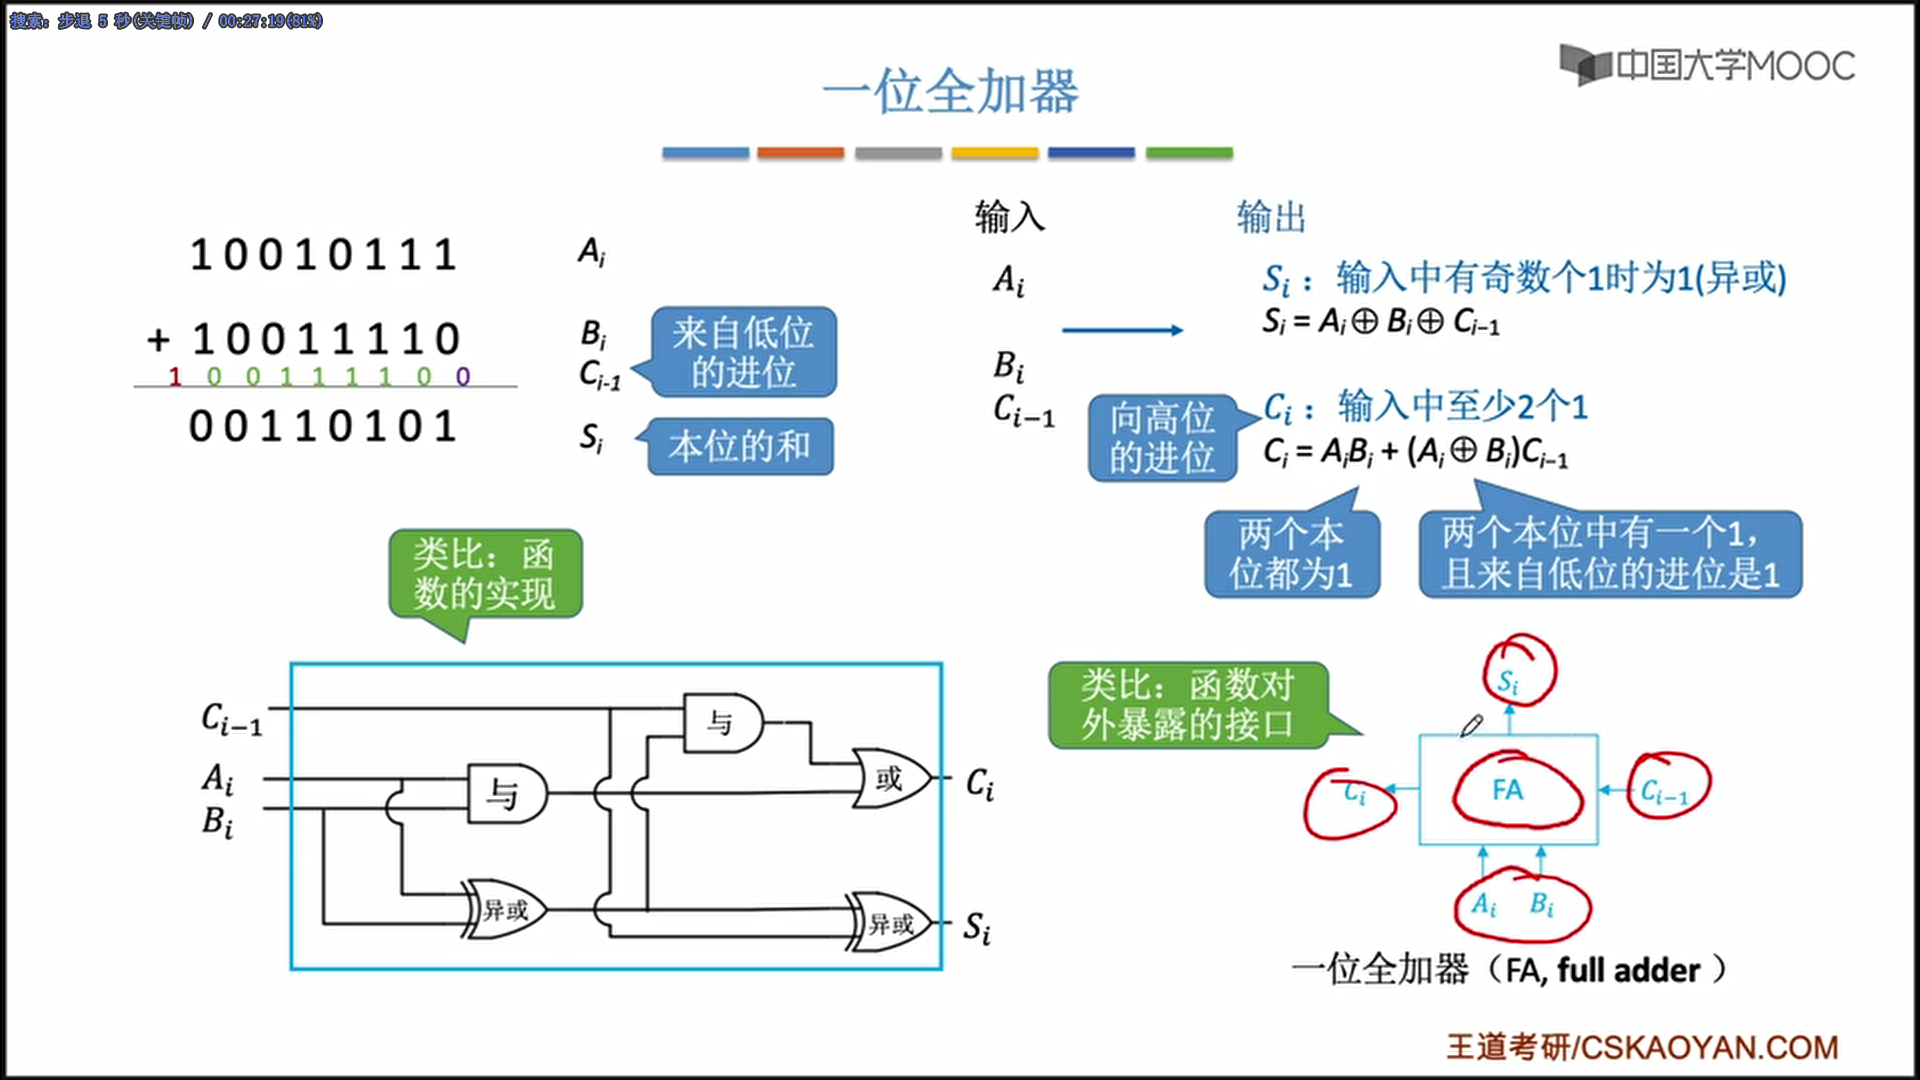 搜索: 步退 5 秒(关键帧) / 00:27:19(81%)
中国大学MOOC
一位全加器
输入
输出
10010111
A_i
+ 10011110
B_i
1 0 0 1 1 1 1 0 0
C_{i-1}
来自低位
的进位
00110101
S_i
本位的和
A_i
B_i
C_{i-1}
S_i：输入中有奇数个1时为1(异或)
S_i = A_i ⊕ B_i ⊕ C_{i-1}
向高位
的进位
C_i：输入中至少2个1
C_i = A_iB_i + (A_i ⊕ B_i)C_{i-1}
两个本
位都为1
两个本位中有一个1，
且来自低位的进位是1
类比：函
数的实现
C_{i-1}
A_i
B_i
与
与
或
C_i
异或
异或
S_i
类比：函数对
外暴露的接口
S_i
C_i
FA
C_{i-1}
A_i B_i
一位全加器（FA, full adder ）
王道考研/CSKAOYAN.COM